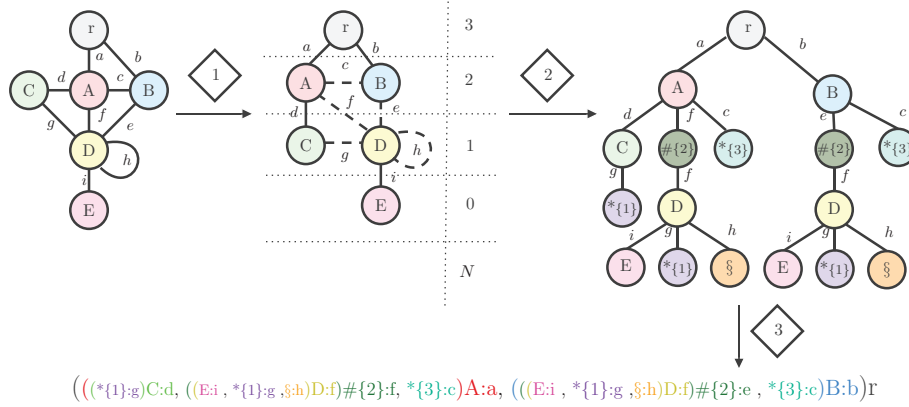 r
a b
C d A c B
g f e
D h
i
E
1
r 3
a b
c
A B 2
d f e
C g D h 1
i
E 0
N
2
r
a b
A B
d f c e c
C #{2} *{3} #{2} *{3}
g f f
*{1} D D
i g h i g h
E *{1} § E *{1} §
3
(((*{1}:g)C:d, ((E:i , *{1}:g ,§:h)D:f)#{2}:f, *{3}:c)A:a, (((E:i , *{1}:g ,§:h)D:f)#{2}:e , *{3}:c)B:b)r